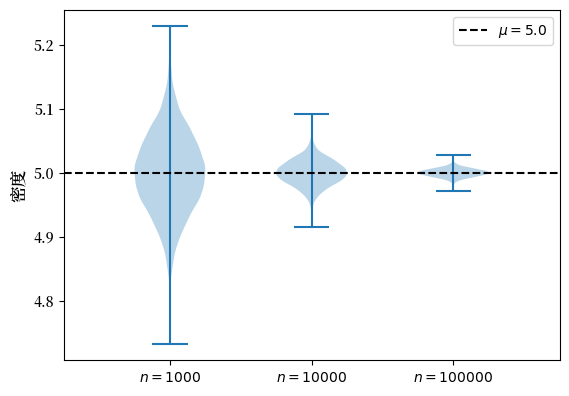 μ = 5.0
5.2
5.1
5.0
4.9
4.8
密度
n = 1000
n = 10000
n = 100000